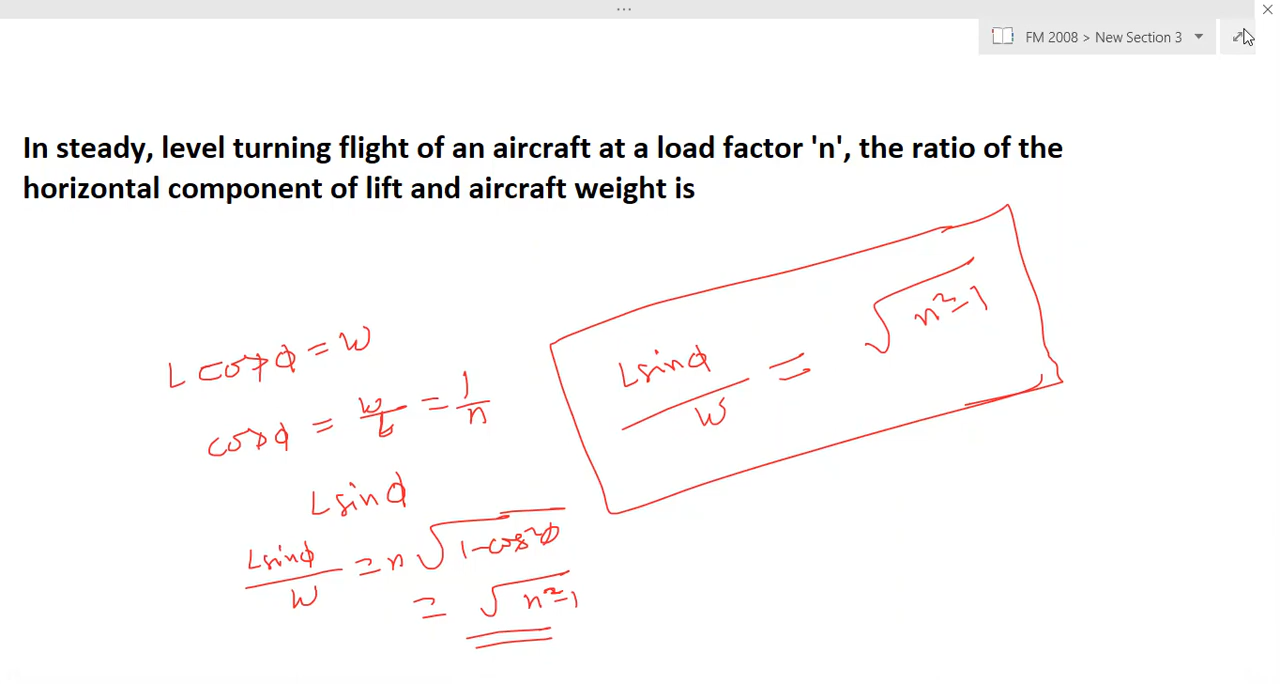 FM 2008 > New Section 3
In steady, level turning flight of an aircraft at a load factor 'n', the ratio of the
horizontal component of lift and aircraft weight is
L cosϕ = W
cosϕ = W/L = 1/n
L sinϕ
L sinϕ/W = n√(1-cos²ϕ)
= √(n²-1)
L sinϕ/W = √(n²-1)